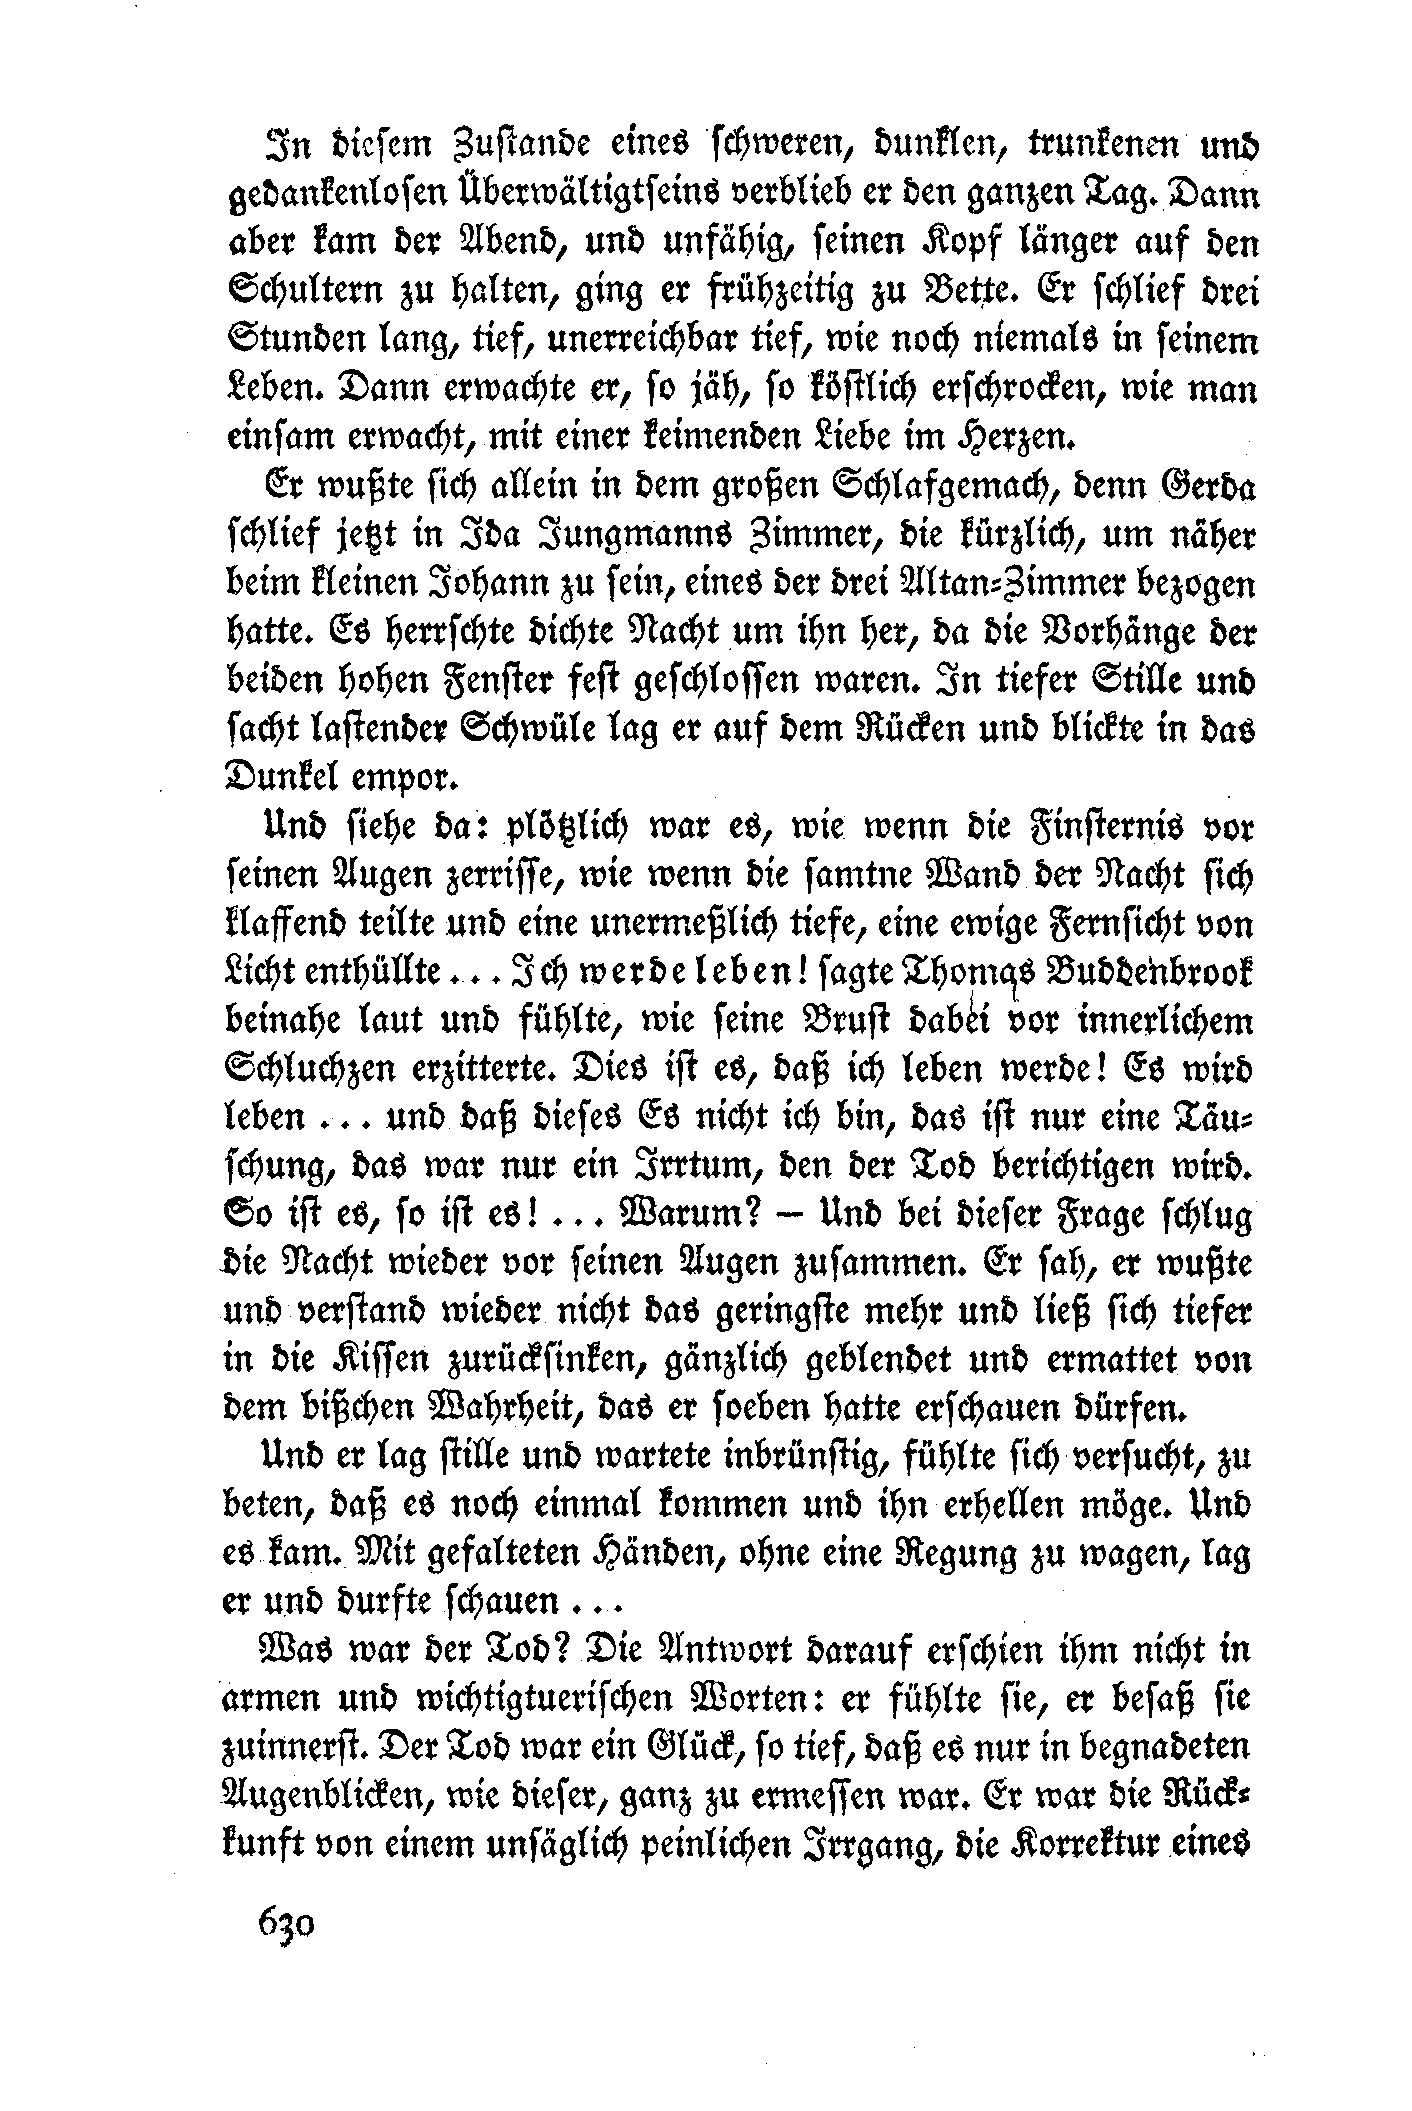 In diesem Zustande eines schweren, dunklen, trunkenen und
gedankenlosen Überwältigtseins verblieb er den ganzen Tag. Dann
aber kam der Abend, und unfähig, seinen Kopf länger auf den
Schultern zu halten, ging er frühzeitig zu Bette. Er schlief drei
Stunden lang, tief, unerreichbar tief, wie noch niemals in seinem
Leben. Dann erwachte er, so jäh, so köstlich erschrocken, wie man
einsam erwacht, mit einer keimenden Liebe im Herzen.
Er wußte sich allein in dem großen Schlafgemach, denn Gerda
schlief jetzt in Ida Jungmanns Zimmer, die kürzlich, um näher
beim kleinen Johann zu sein, eines der drei Altan-Zimmer bezogen
hatte. Es herrschte dichte Nacht um ihn her, da die Vorhänge der
beiden hohen Fenster fest geschlossen waren. In tiefer Stille und
sacht lastender Schwüle lag er auf dem Rücken und blickte in das
Dunkel empor.
Und siehe da: plötzlich war es, wie wenn die Finsternis vor
seinen Augen zerrisse, wie wenn die samtne Wand der Nacht sich
klaffend teilte und eine unermeßlich tiefe, eine ewige Fernsicht von
Licht enthüllte... Ich werde leben! sagte Thomas Buddenbrook
beinahe laut und fühlte, wie seine Brust dabei vor innerlichem
Schluchzen erzitterte. Dies ist es, daß ich leben werde! Es wird
leben ... und daß dieses Es nicht ich bin, das ist nur eine Täu-
schung, das war nur ein Irrtum, den der Tod berichtigen wird.
So ist es, so ist es! ... Warum? – Und bei dieser Frage schlug
die Nacht wieder vor seinen Augen zusammen. Er sah, er wußte
und verstand wieder nicht das geringste mehr und ließ sich tiefer
in die Kissen zurücksinken, gänzlich geblendet und ermattet von
dem bißchen Wahrheit, das er soeben hatte erschauen dürfen.
Und er lag stille und wartete inbrünstig, fühlte sich versucht, zu
beten, daß es noch einmal kommen und ihn erhellen möge. Und
es kam. Mit gefalteten Händen, ohne eine Regung zu wagen, lag
er und durfte schauen ...
Was war der Tod? Die Antwort darauf erschien ihm nicht in
armen und wichtigtuerischen Worten: er fühlte sie, er besaß sie
zuinnerst. Der Tod war ein Glück, so tief, daß es nur in begnadeten
Augenblicken, wie dieser, ganz zu ermessen war. Er war die Rück-
kunft von einem unsäglich peinlichen Irrgang, die Korrektur eines
630